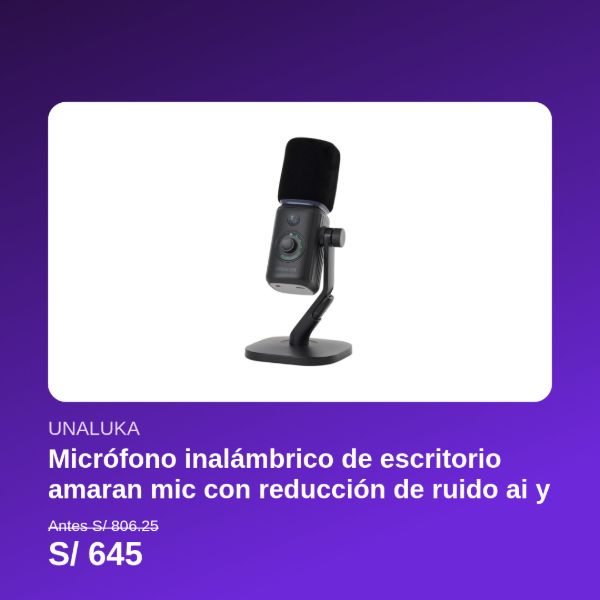 UNALUKA
Micrófono inalámbrico de escritorio
amaran mic con reducción de ruido ai y
Antes S/ 806.25
S/ 645